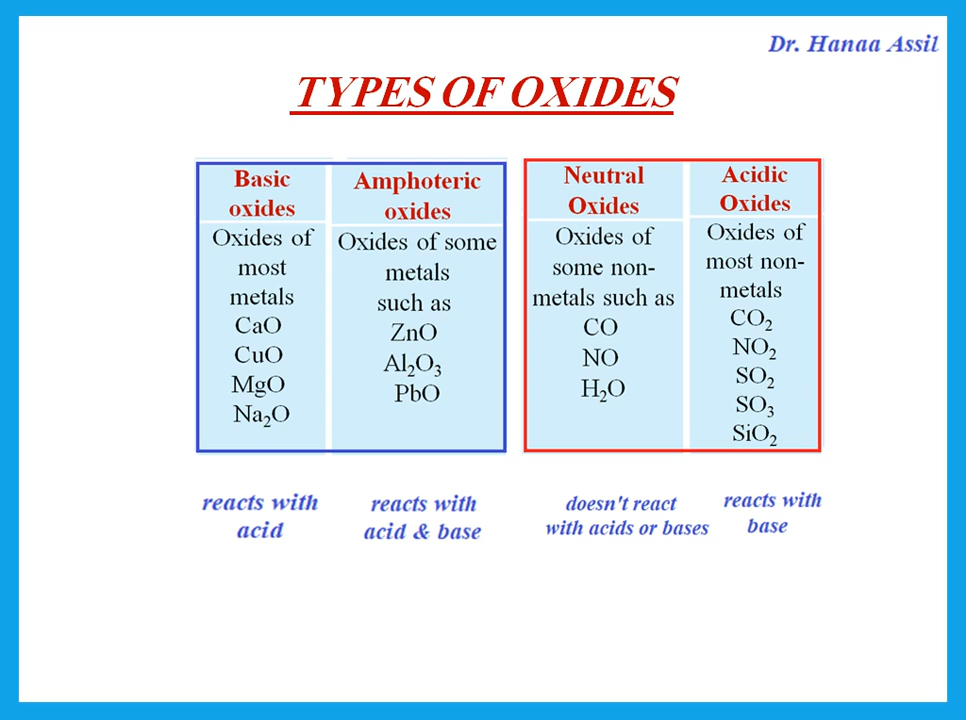 Dr. Hanaa Assil
TYPES OF OXIDES
Basic
oxides
Oxides of
most
metals
CaO
CuO
MgO
Na₂O
Amphoteric
oxides
Oxides of some
metals
such as
ZnO
Al₂O₃
PbO
Neutral
Oxides
Oxides of
some non-
metals such as
CO
NO
H₂O
Acidic
Oxides
Oxides of
most non-
metals
CO₂
NO₂
SO₂
SO₃
SiO₂
reacts with
acid
reacts with
acid & base
doesn't react
with acids or bases
reacts with
base